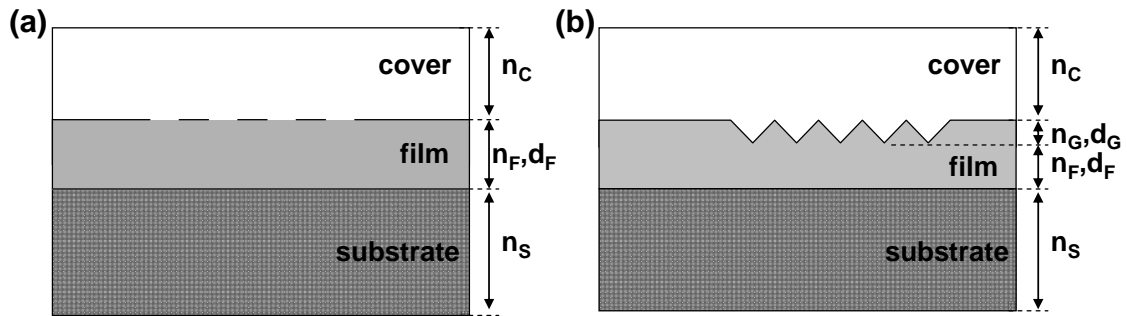 (a)
cover
n_C
film
n_F,d_F
substrate
n_S
(b)
cover
n_C
n_G,d_G
film
n_F,d_F
substrate
n_S